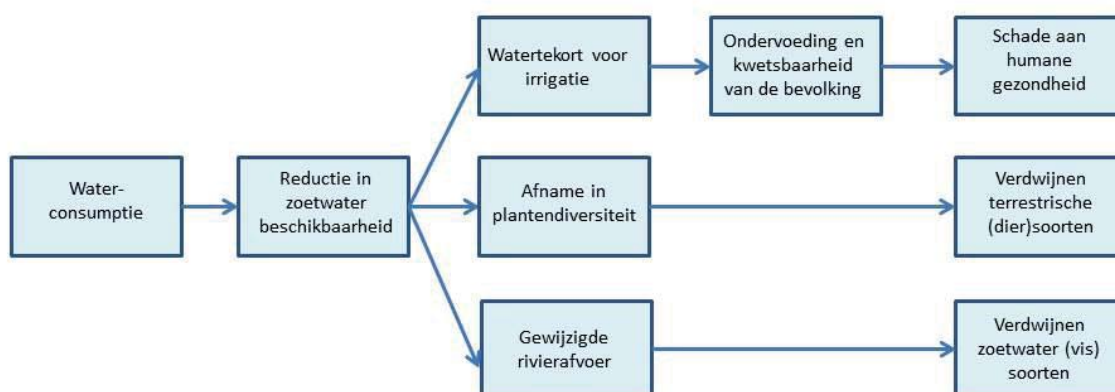 Water-
consumptie
Reductie in
zoetwater
beschikbaarheid
Watertekort voor
irrigatie
Ondervoeding en
kwetsbaarheid
van de bevolking
Schade aan
humane
gezondheid
Afname in
plantendiversiteit
Verdwijnen
terrestrische
(dier)soorten
Gewijzigde
rivierafvoer
Verdwijnen
zoetwater (vis)
soorten